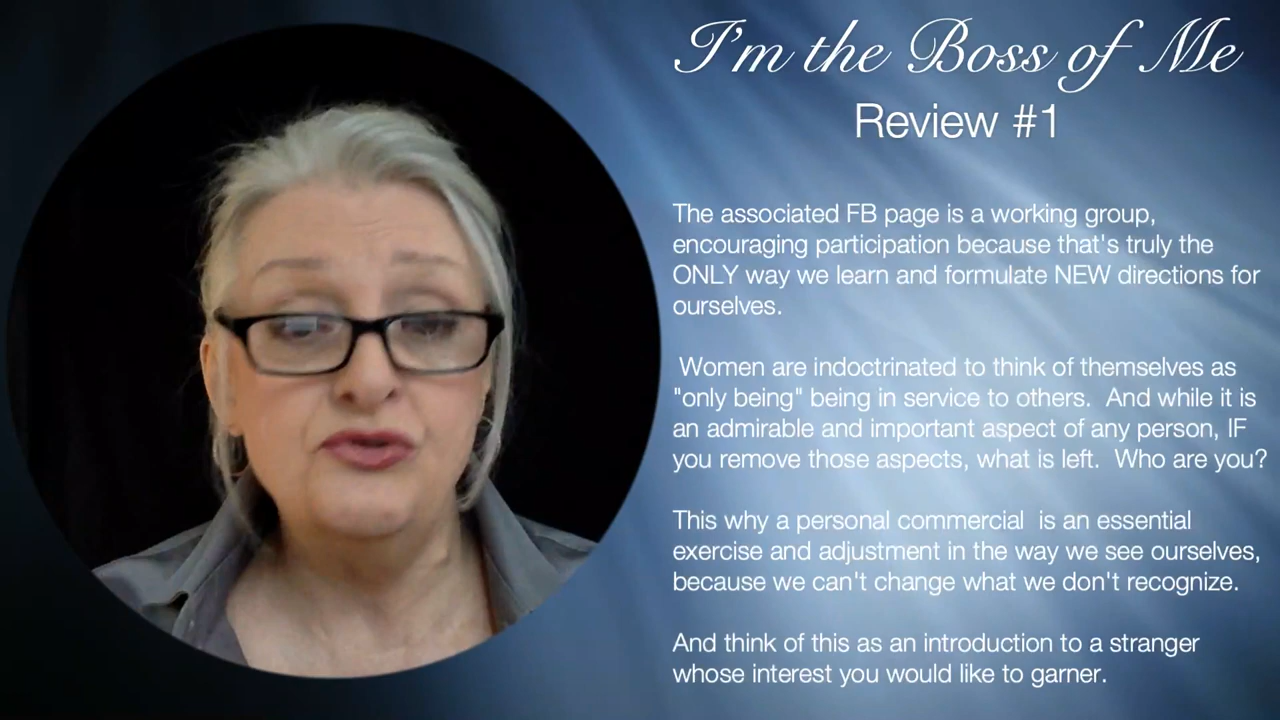 I'm the Boss of Me
Review #1
The associated FB page is a working group,
encouraging participation because that's truly the
ONLY way we learn and formulate NEW directions for
ourselves.
Women are indoctrinated to think of themselves as
"only being" being in service to others.  And while it is
an admirable and important aspect of any person, IF
you remove those aspects, what is left.  Who are you?
This why a personal commercial  is an essential
exercise and adjustment in the way we see ourselves,
because we can't change what we don't recognize.
And think of this as an introduction to a stranger
whose interest you would like to garner.